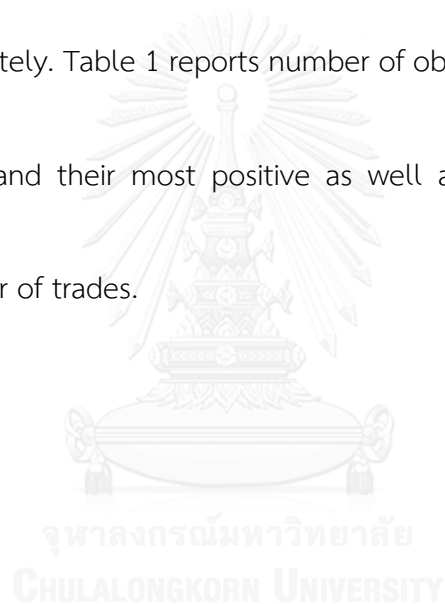 tely. Table 1 reports number of ob
and their most positive as well a
r of trades.
จุฬาลงกรณ์มหาวิทยาลัย
CHULALONGKORN UNIVERSITY